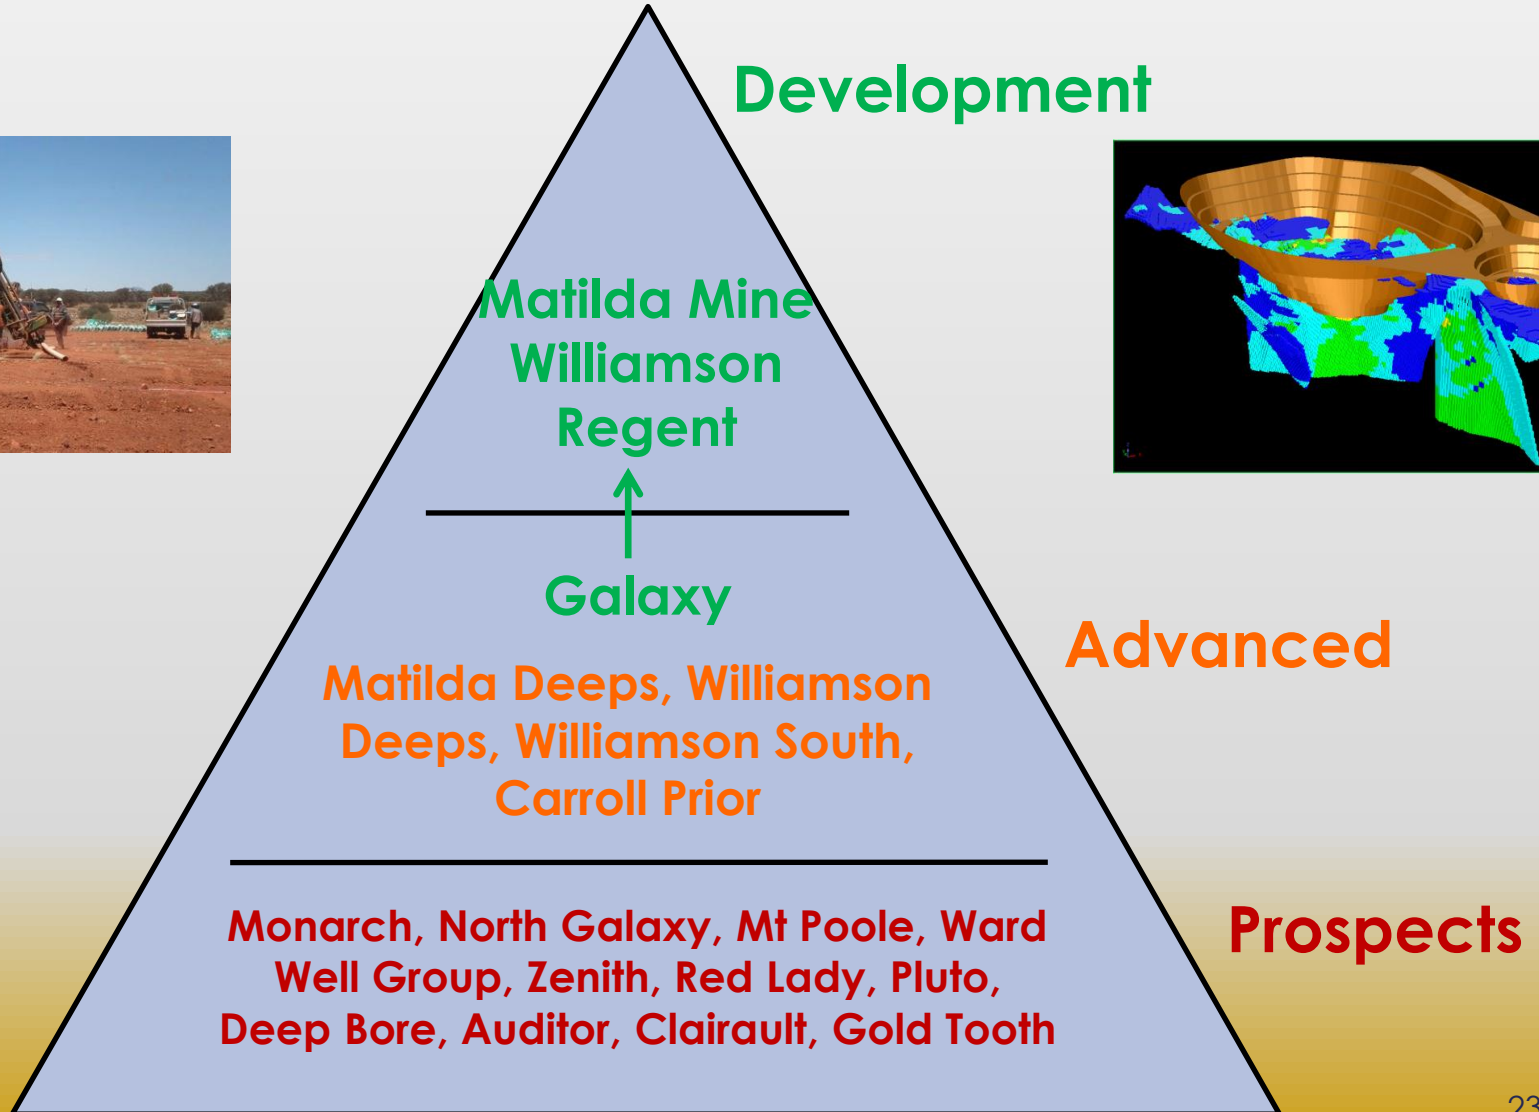 Development
Matilda Mine
Williamson
Regent
Galaxy
Advanced
Matilda Deeps, Williamson
Deeps, Williamson South,
Carroll Prior
Prospects
Monarch, North Galaxy, Mt Poole, Ward
Well Group, Zenith, Red Lady, Pluto,
Deep Bore, Auditor, Clairault, Gold Tooth
23